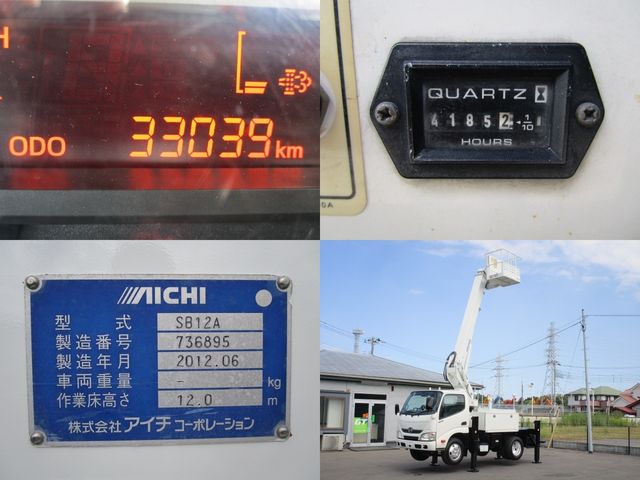 H
ODO 33039 km
QUARTZ
41852 1/10
HOURS
AICHI
型 式 SB12A
製造番号 736895
製造年月 2012.06
車両重量 - kg
作業床高さ 12.0 m
株式会社アイチコーポレーション